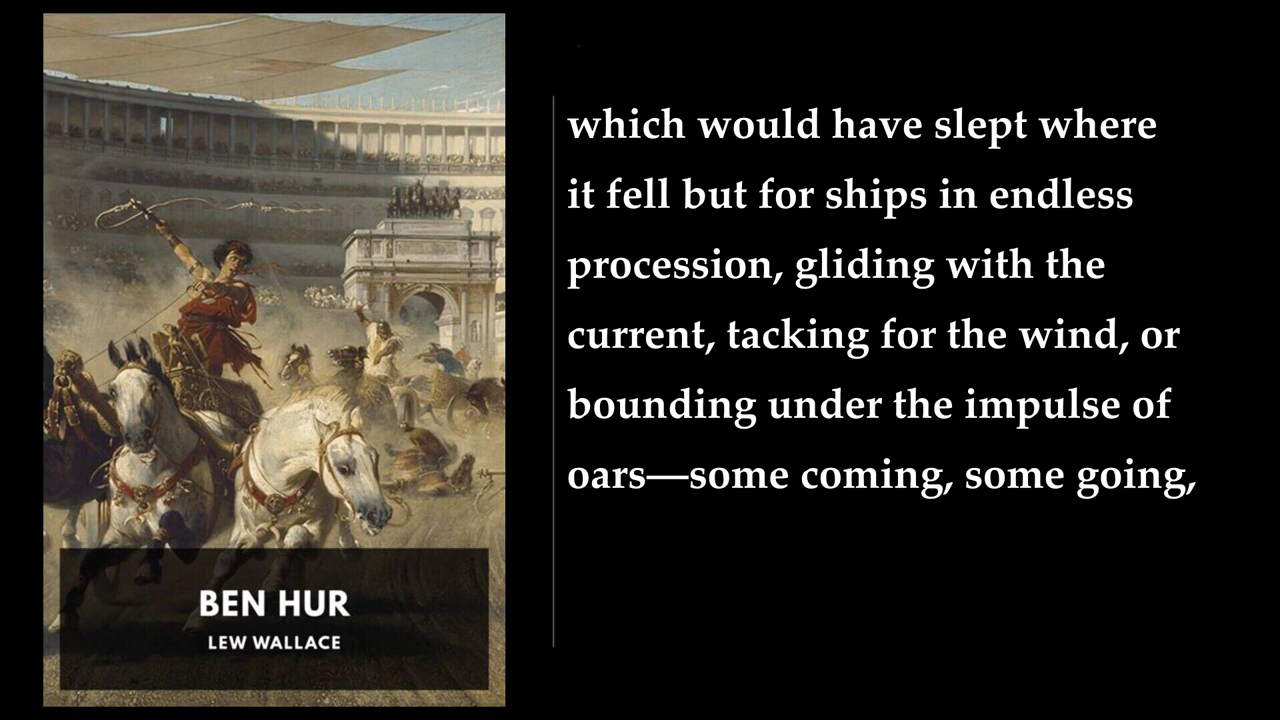 BEN HUR
LEW WALLACE
which would have slept where
it fell but for ships in endless
procession, gliding with the
current, tacking for the wind, or
bounding under the impulse of
oars—some coming, some going,